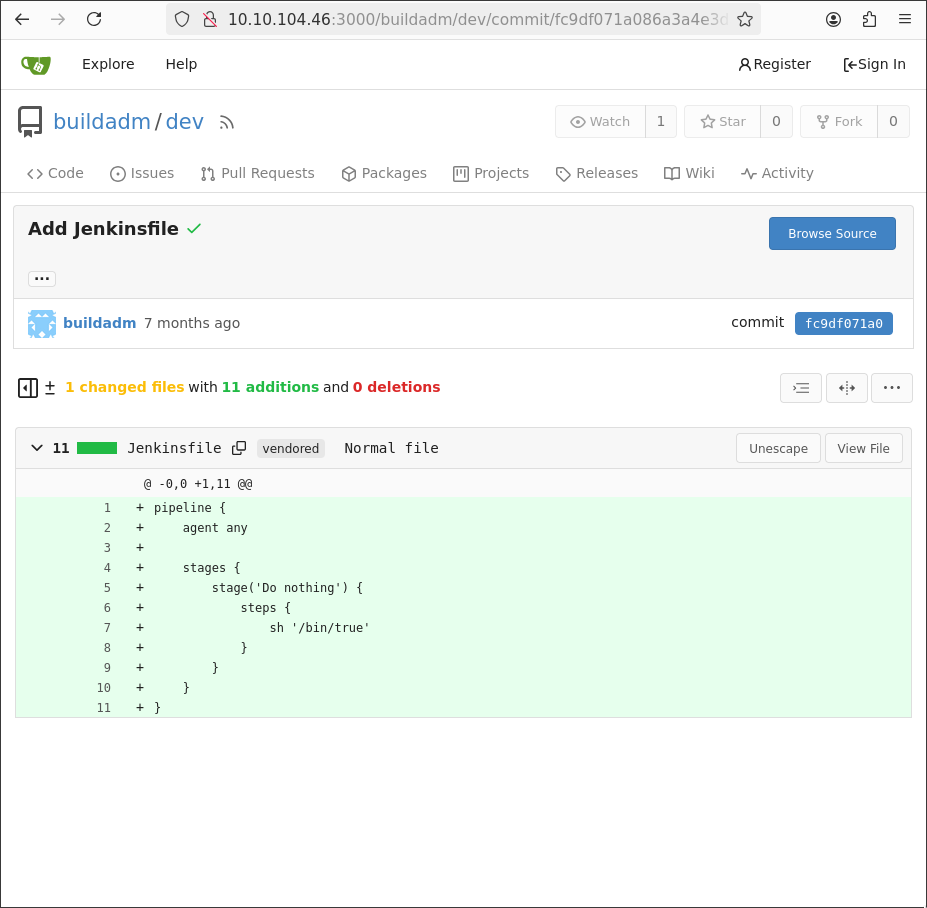 10.10.104.46:3000/buildadm/dev/commit/fc9df071a086a3a4e3d
Explore Help Register Sign In
buildadm/dev Watch 1 Star 0 Fork 0
Code Issues Pull Requests Packages Projects Releases Wiki Activity
Add Jenkinsfile Browse Source
...
buildadm 7 months ago commit fc9df071a0
1 changed files with 11 additions and 0 deletions
11 Jenkinsfile vendored Normal file Unescape View File
@ -0,0 +1,11 @@
1 + pipeline {
2 +     agent any
3 +
4 +     stages {
5 +         stage('Do nothing') {
6 +             steps {
7 +                 sh '/bin/true'
8 +             }
9 +         }
10 +     }
11 + }